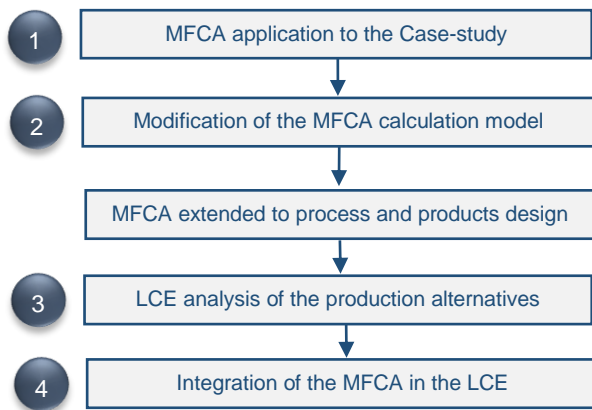 1
MFCA application to the Case-study
2
Modification of the MFCA calculation model
MFCA extended to process and products design
3
LCE analysis of the production alternatives
4
Integration of the MFCA in the LCE